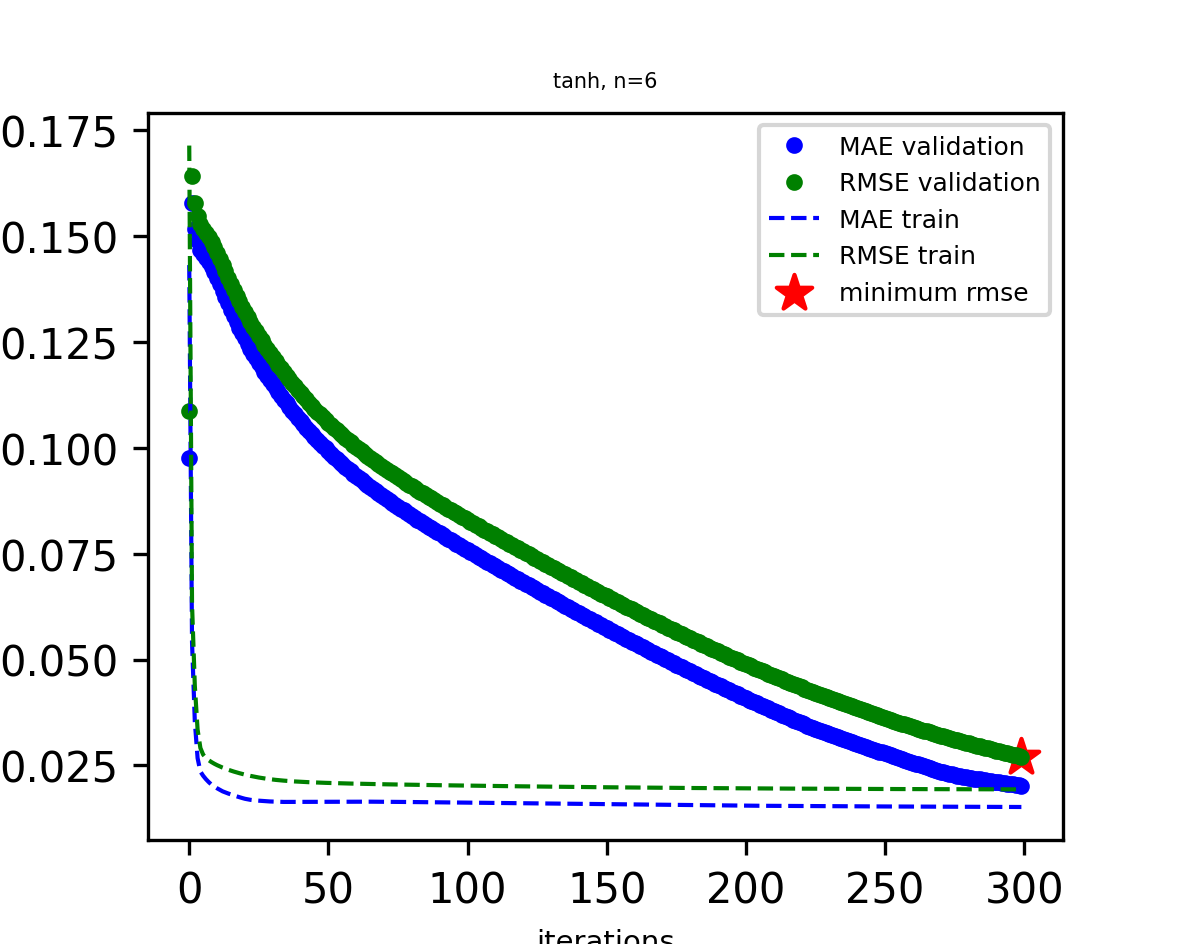 tanh, n=6
0.175
0.150
0.125
0.100
0.075
0.050
0.025
MAE validation
RMSE validation
MAE train
RMSE train
minimum rmse
0 50 100 150 200 250 300
iterations